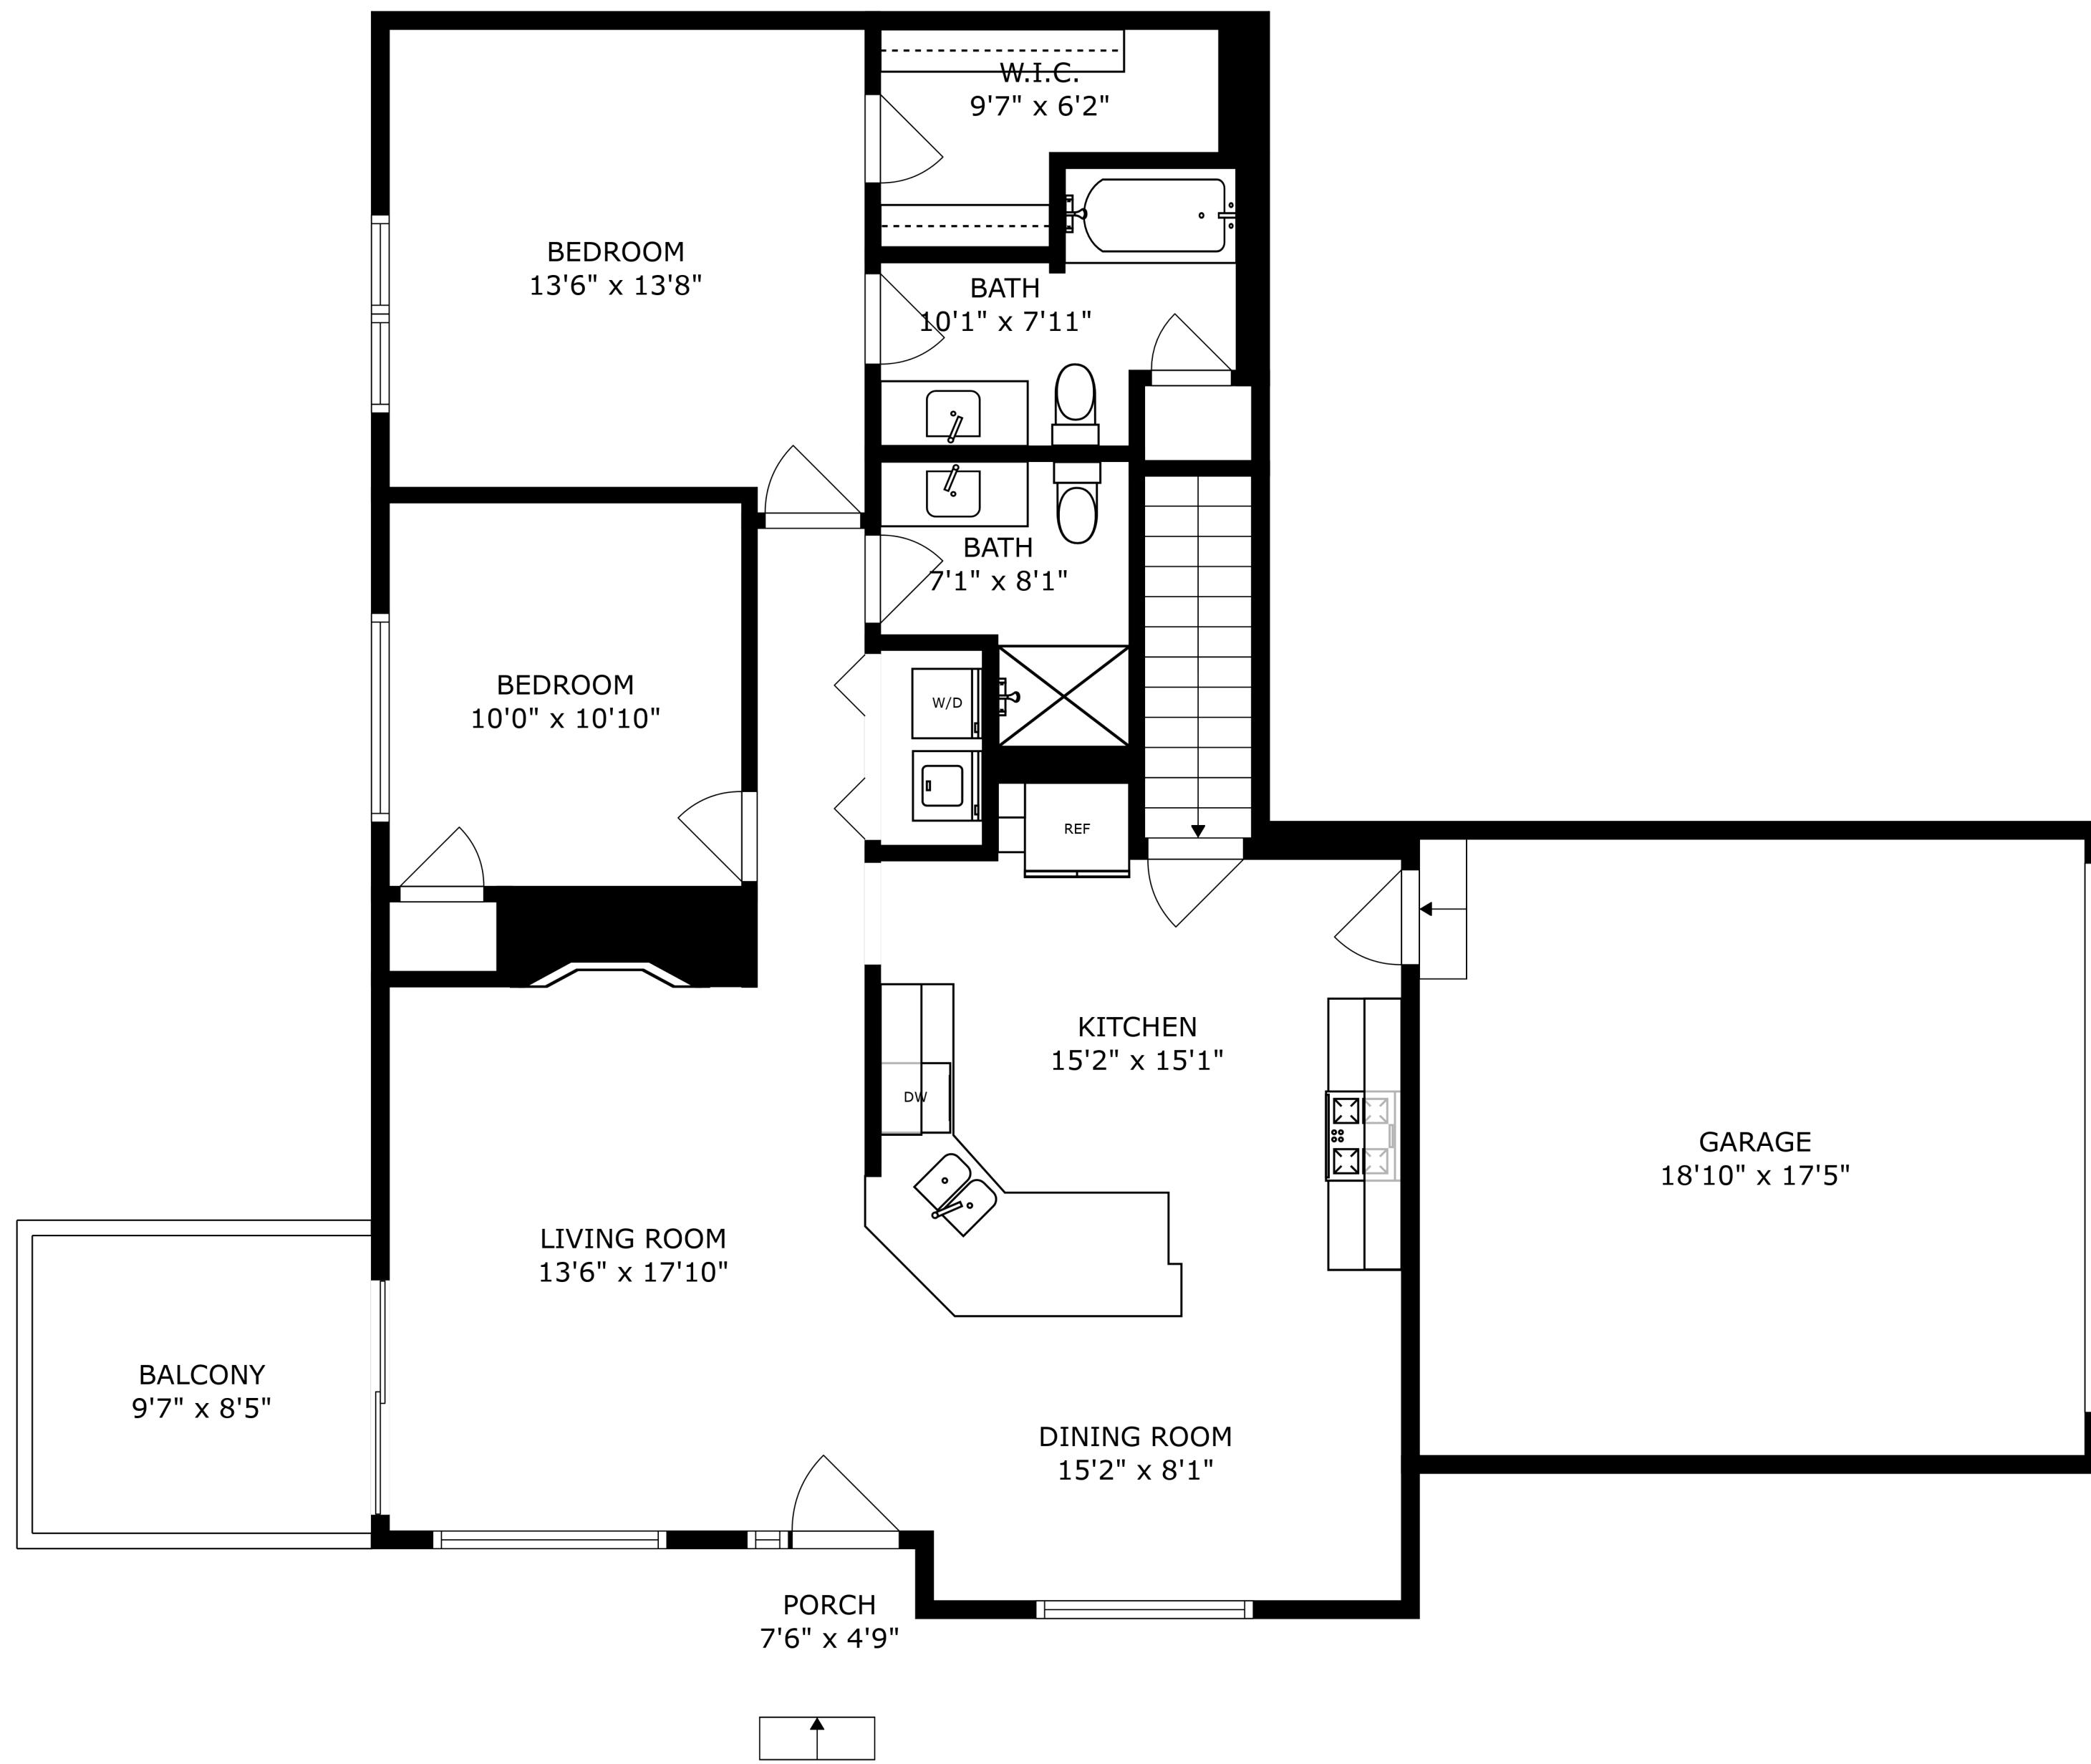 W.I.C.
9'7" x 6'2"
BEDROOM
13'6" x 13'8"
BATH
10'1" x 7'11"
BATH
7'1" x 8'1"
BEDROOM
10'0" x 10'10"
W/D
REF
KITCHEN
15'2" x 15'1"
DW
GARAGE
18'10" x 17'5"
LIVING ROOM
13'6" x 17'10"
BALCONY
9'7" x 8'5"
DINING ROOM
15'2" x 8'1"
PORCH
7'6" x 4'9"